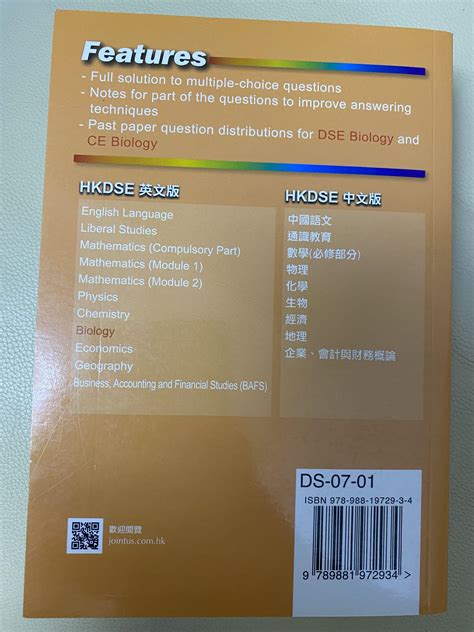 Features
- Full solution to multiple-choice questions
- Notes for part of the questions to improve answering
techniques
- Past paper question distributions for DSE Biology and
CE Biology
HKDSE 英文版
English Language
Liberal Studies
Mathematics (Compulsory Part)
Mathematics (Module 1)
Mathematics (Module 2)
Physics
Chemistry
Biology
Economics
Geography
Business, Accounting and Financial Studies (BAFS)
HKDSE 中文版
中國語文
通識教育
數學(必修部分)
物理
化學
生物
經濟
地理
企業、會計與財務概論
DS-07-01
ISBN 978-988-19729-3-4
9 789881 972934 >
歡迎閱覽
jointus.com.hk